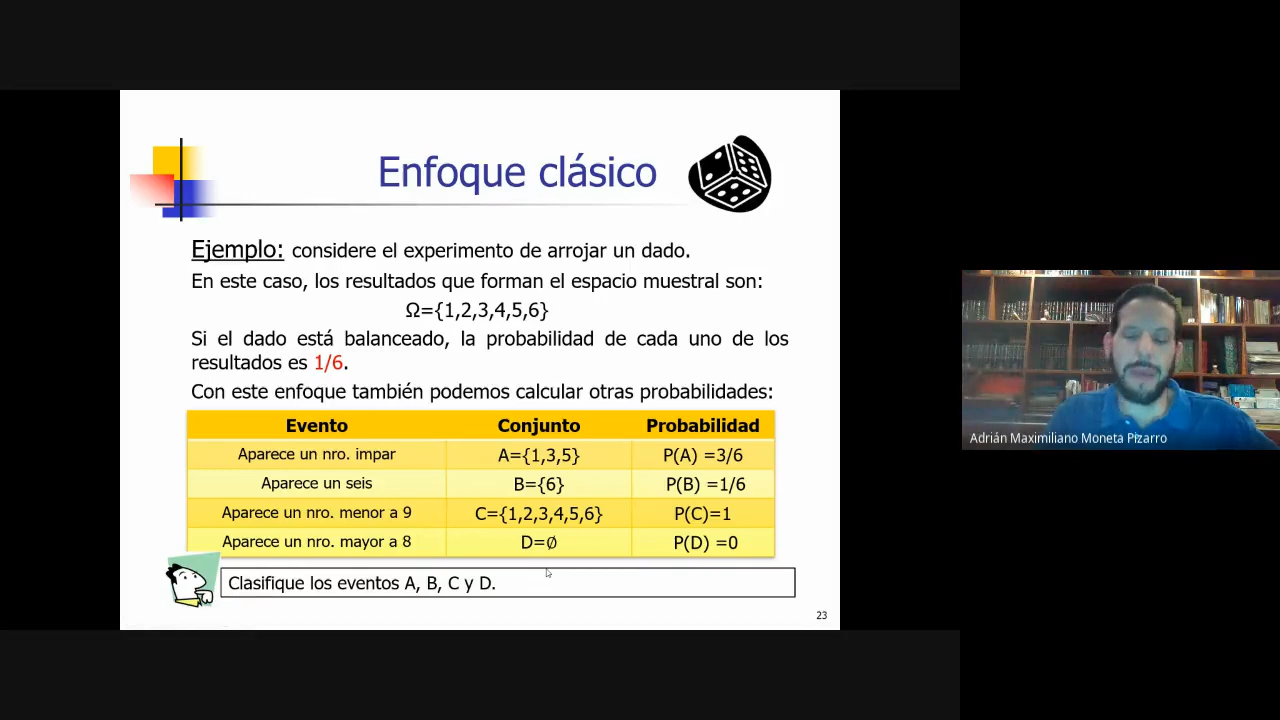 Enfoque clásico
Ejemplo: considere el experimento de arrojar un dado.
En este caso, los resultados que forman el espacio muestral son:
Ω={1,2,3,4,5,6}
Si el dado está balanceado, la probabilidad de cada uno de los
resultados es 1/6.
Con este enfoque también podemos calcular otras probabilidades:
Evento Conjunto Probabilidad
Aparece un nro. impar A={1,3,5} P(A) =3/6
Aparece un seis B={6} P(B) =1/6
Aparece un nro. menor a 9 C={1,2,3,4,5,6} P(C)=1
Aparece un nro. mayor a 8 D=∅ P(D) =0
Clasifique los eventos A, B, C y D.
23
Adrián Maximiliano Moneta Pizarro